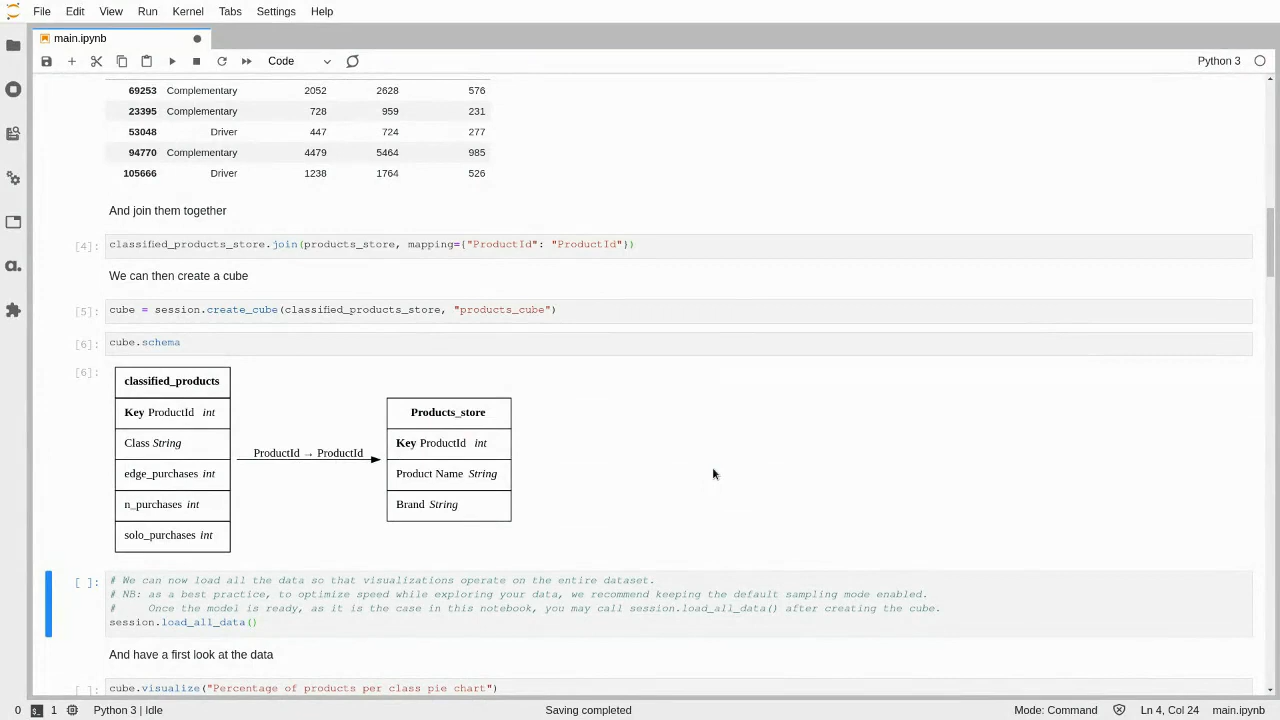 File Edit View Run Kernel Tabs Settings Help
main.ipynb
Code
Python 3
69253 Complementary 2052 2628 576
23395 Complementary 728 959 231
53048 Driver 447 724 277
94770 Complementary 4479 5464 985
105666 Driver 1238 1764 526
And join them together
[4]: classified_products_store.join(products_store, mapping={"ProductId": "ProductId"})
We can then create a cube
[5]: cube = session.create_cube(classified_products_store, "products_cube")
[6]: cube.schema
[6]:
classified_products
Key ProductId int
Class String
edge_purchases int
n_purchases int
solo_purchases int
ProductId → ProductId
Products_store
Key ProductId int
Product Name String
Brand String
[ ]: # We can now load all the data so that visualizations operate on the entire dataset.
# NB: as a best practice, to optimize speed while exploring your data, we recommend keeping the default sampling mode enabled.
# Once the model is ready, as it is the case in this notebook, you may call session.load_all_data() after creating the cube.
session.load_all_data()
And have a first look at the data
[ ]: cube.visualize("Percentage of products per class pie chart")
0 1 Python 3 | Idle Saving completed Mode: Command Ln 4, Col 24 main.ipynb